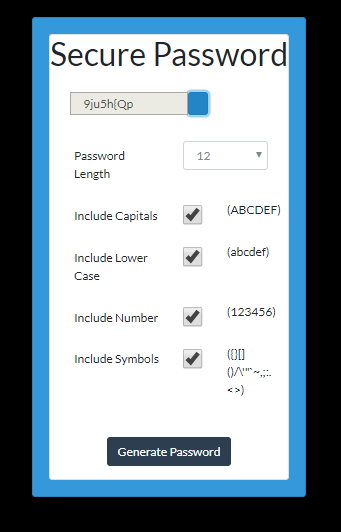 Secure Password
9ju5h{Qp
Password
Length
12
Include Capitals
(ABCDEF)
Include Lower
Case
(abcdef)
Include Number
(123456)
Include Symbols
({}[]
()/\'"`~,;:.
<>)
Generate Password